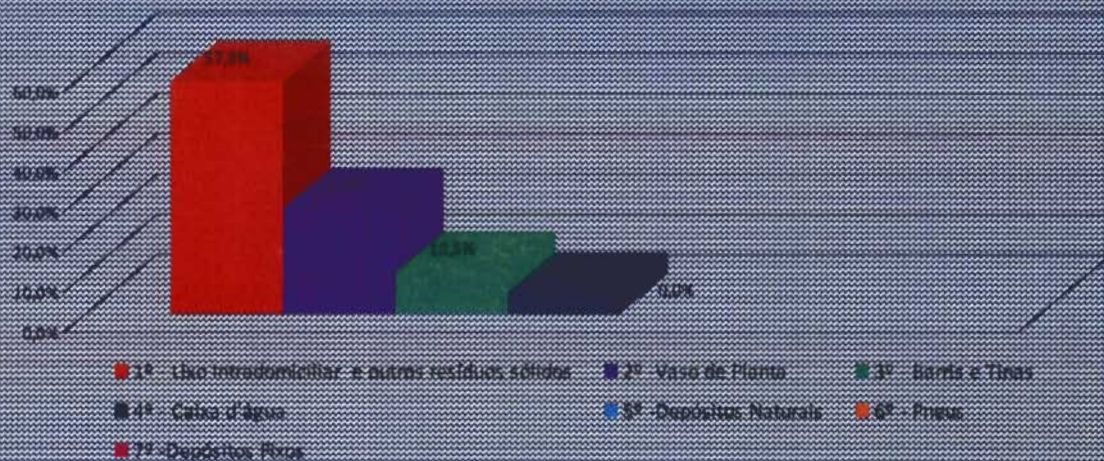 60,0%
50,0%
40,0%
30,0%
20,0%
10,0%
0,0%
57,9%
10,5%
0,0%
1º - Lixo Intradomiciliar e outros resíduos sólidos
2º - Vaso de Planta
3º - Barris e Tinas
4º - Caixa d'água
5º -Depósitos Naturais
6º - Pneus
7º -Depósitos Fixos